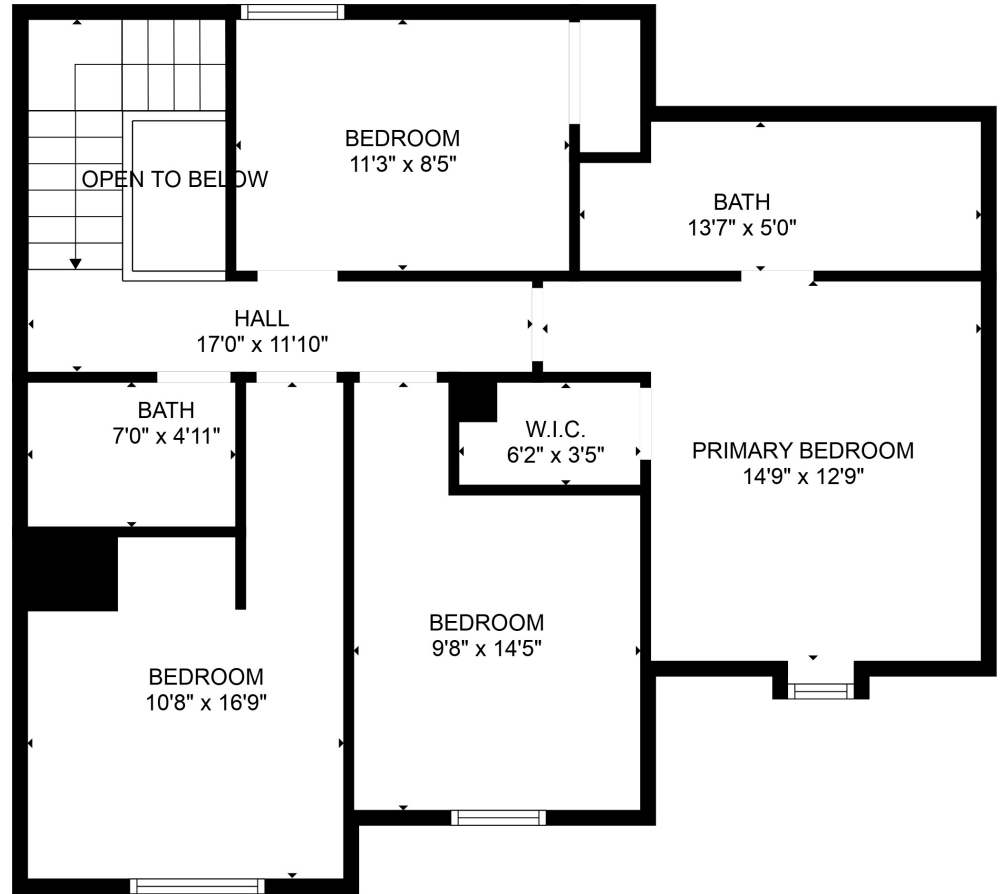 BEDROOM
11'3" x 8'5"
OPEN TO BELOW
BATH
13'7" x 5'0"
HALL
17'0" x 11'10"
BATH
7'0" x 4'11"
W.I.C.
6'2" x 3'5"
PRIMARY BEDROOM
14'9" x 12'9"
BEDROOM
9'8" x 14'5"
BEDROOM
10'8" x 16'9"